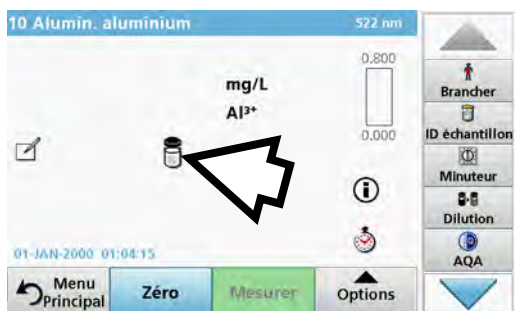 10 Alumin. aluminium 522 nm
0.800
mg/L
Al³⁺
0.000
01-JAN-2000 01:04:15
Menu
Principal
Zéro
Mesurer
Options
Brancher
ID échantillon
Minuteur
Dilution
AQA